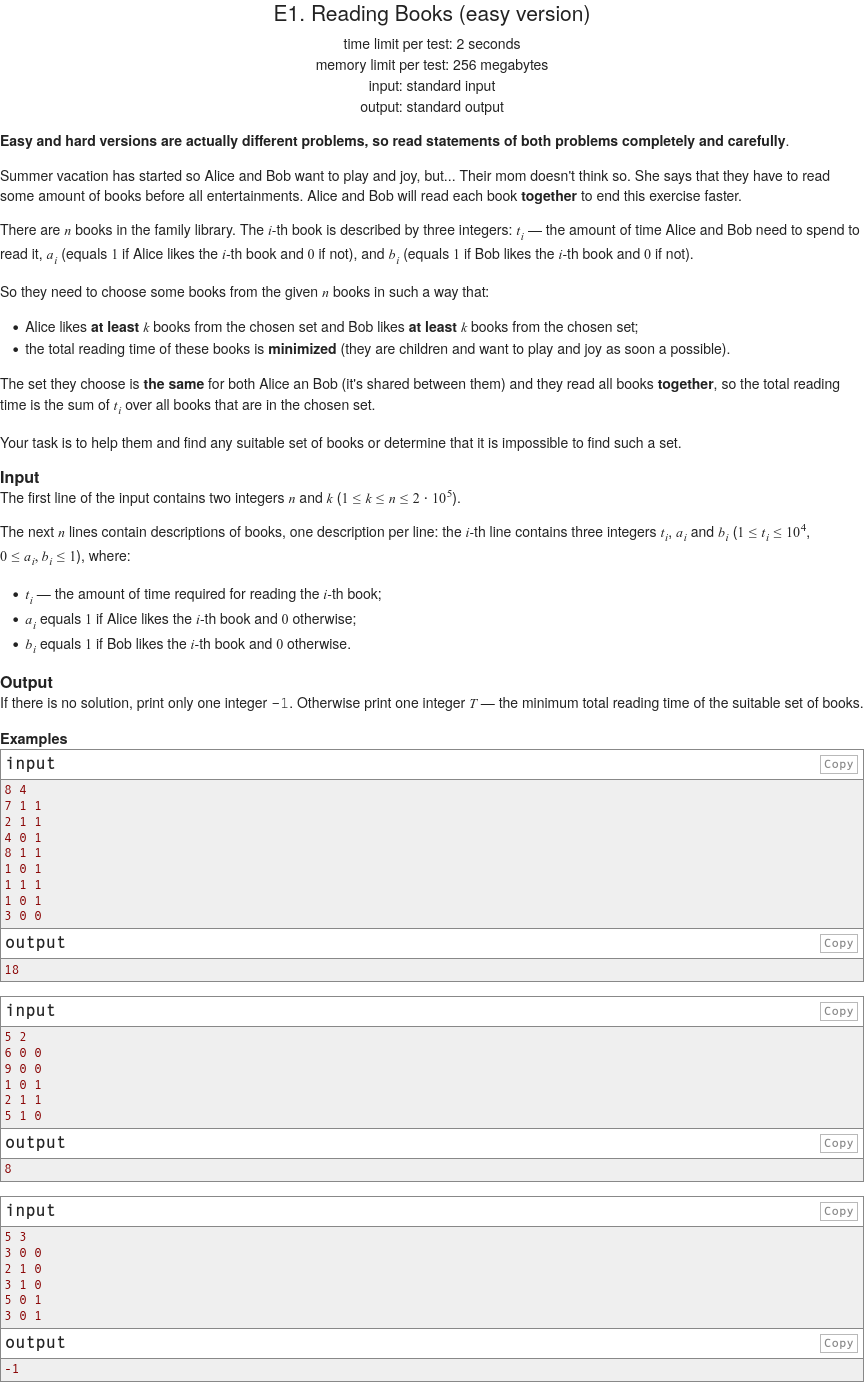 E1. Reading Books (easy version)
time limit per test: 2 seconds
memory limit per test: 256 megabytes
input: standard input
output: standard output
Easy and hard versions are actually different problems, so read statements of both problems completely and carefully.
Summer vacation has started so Alice and Bob want to play and joy, but... Their mom doesn't think so. She says that they have to read
some amount of books before all entertainments. Alice and Bob will read each book together to end this exercise faster.
There are n books in the family library. The i-th book is described by three integers: t_i — the amount of time Alice and Bob need to spend to
read it, a_i (equals 1 if Alice likes the i-th book and 0 if not), and b_i (equals 1 if Bob likes the i-th book and 0 if not).
So they need to choose some books from the given n books in such a way that:
• Alice likes at least k books from the chosen set and Bob likes at least k books from the chosen set;
• the total reading time of these books is minimized (they are children and want to play and joy as soon a possible).
The set they choose is the same for both Alice an Bob (it's shared between them) and they read all books together, so the total reading
time is the sum of t_i over all books that are in the chosen set.
Your task is to help them and find any suitable set of books or determine that it is impossible to find such a set.
Input
The first line of the input contains two integers n and k (1 ≤ k ≤ n ≤ 2 · 10^5).
The next n lines contain descriptions of books, one description per line: the i-th line contains three integers t_i, a_i and b_i (1 ≤ t_i ≤ 10^4,
0 ≤ a_i, b_i ≤ 1), where:
• t_i — the amount of time required for reading the i-th book;
• a_i equals 1 if Alice likes the i-th book and 0 otherwise;
• b_i equals 1 if Bob likes the i-th book and 0 otherwise.
Output
If there is no solution, print only one integer -1. Otherwise print one integer T — the minimum total reading time of the suitable set of books.
Examples
input Copy
8 4
7 1 1
2 1 1
4 0 1
8 1 1
1 0 1
1 1 1
1 0 1
3 0 0
output Copy
18
input Copy
5 2
6 0 0
9 0 0
1 0 1
2 1 1
5 1 0
output Copy
8
input Copy
5 3
3 0 0
2 1 0
3 1 0
5 0 1
3 0 1
output Copy
-1